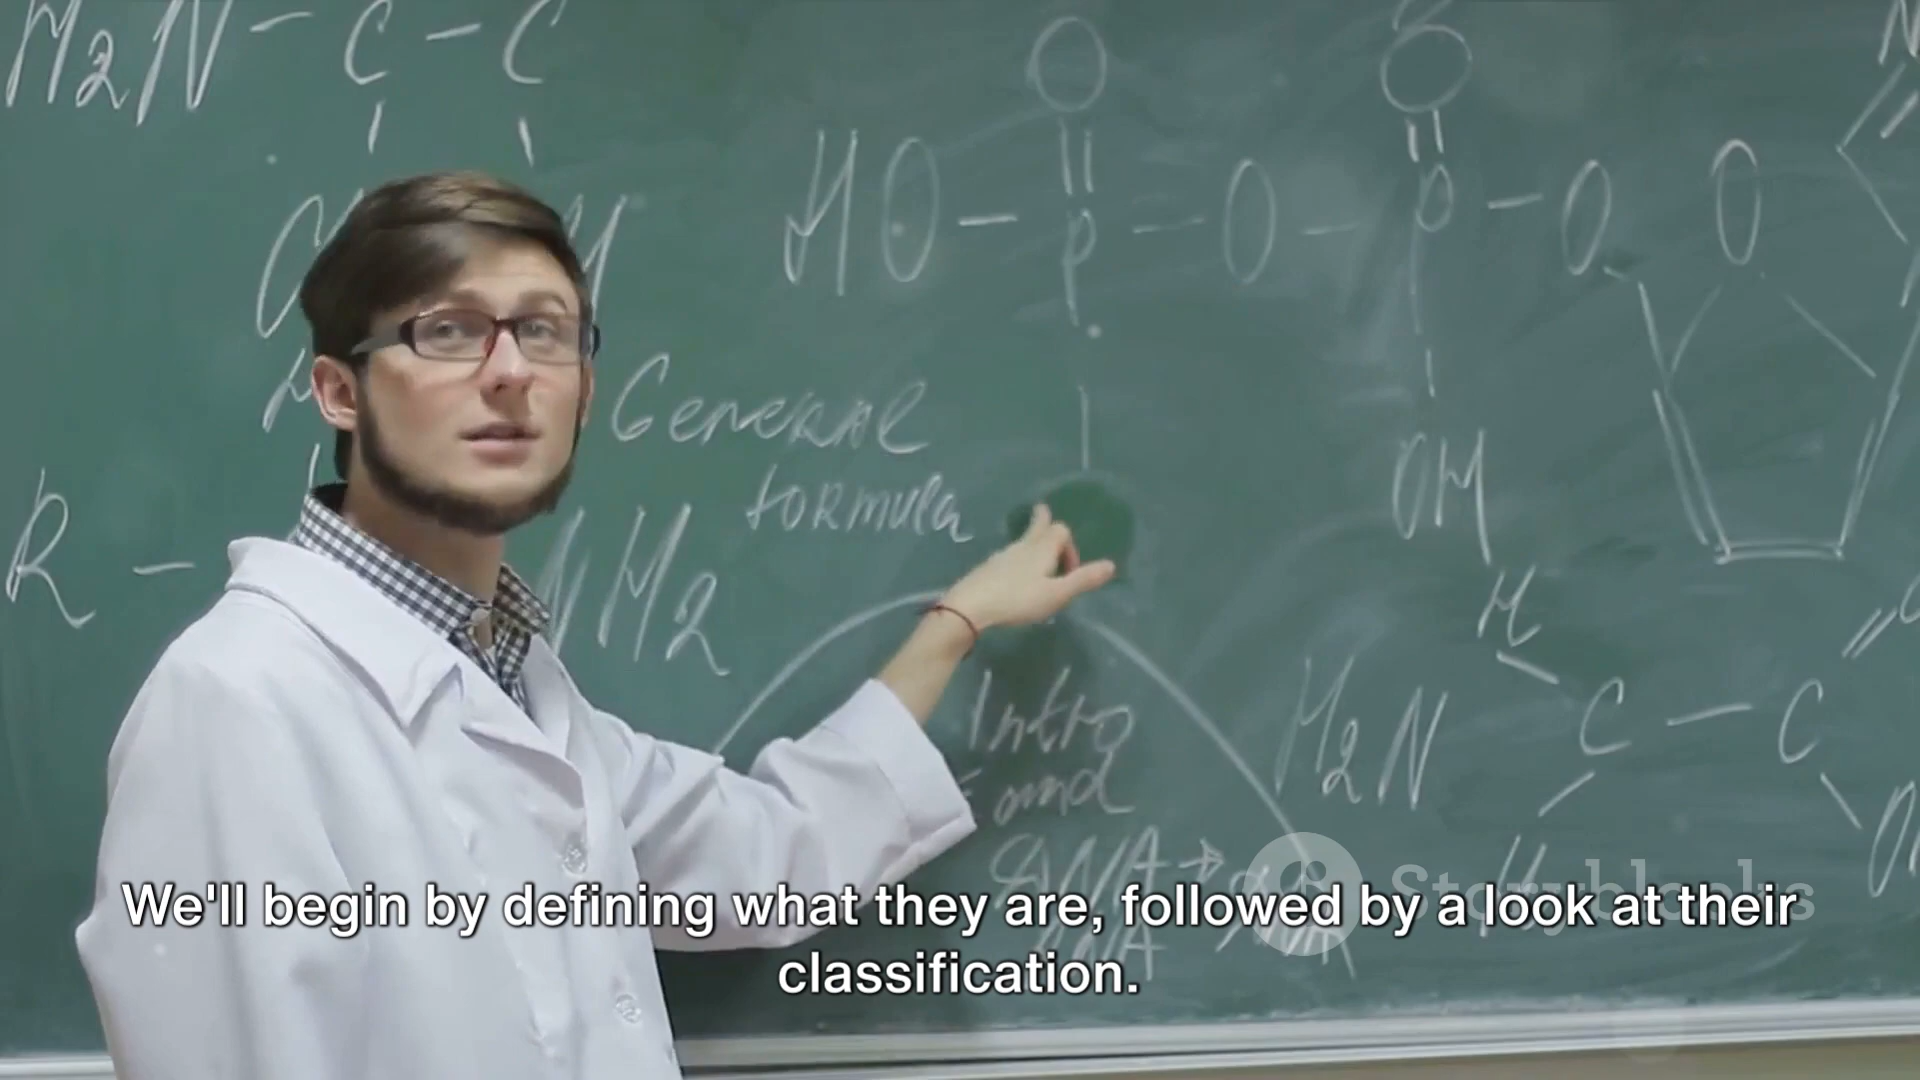 H2N - C - C
O
O
HO - P - O - P - O
O
General
formula
OH
R -
NH2
H
Intro
and
H2N
C - C
H
Storyblocks
We'll begin by defining what they are, followed by a look at their
classification.